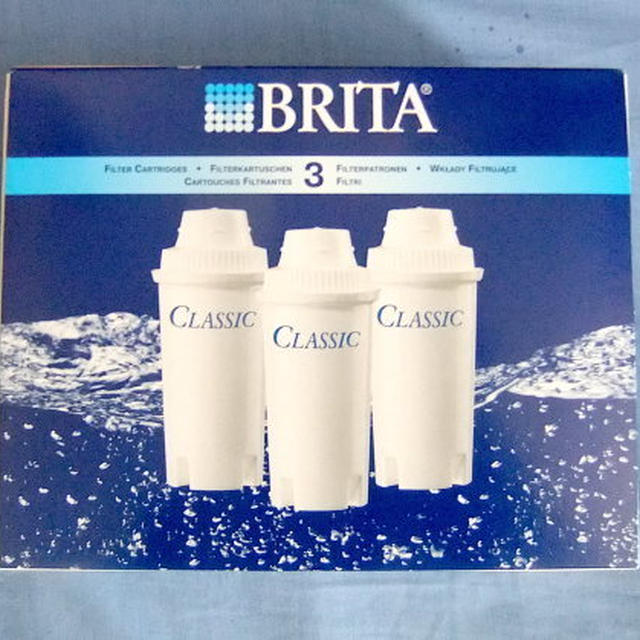 BRITA®
FILTER CARTRIDGES • FILTERKARTUSCHEN 3 FILTERPATRONEN • WKŁADY FILTRUJĄCE
CARTOUCHES FILTRANTES FILTRI
CLASSIC CLASSIC
CLASSIC